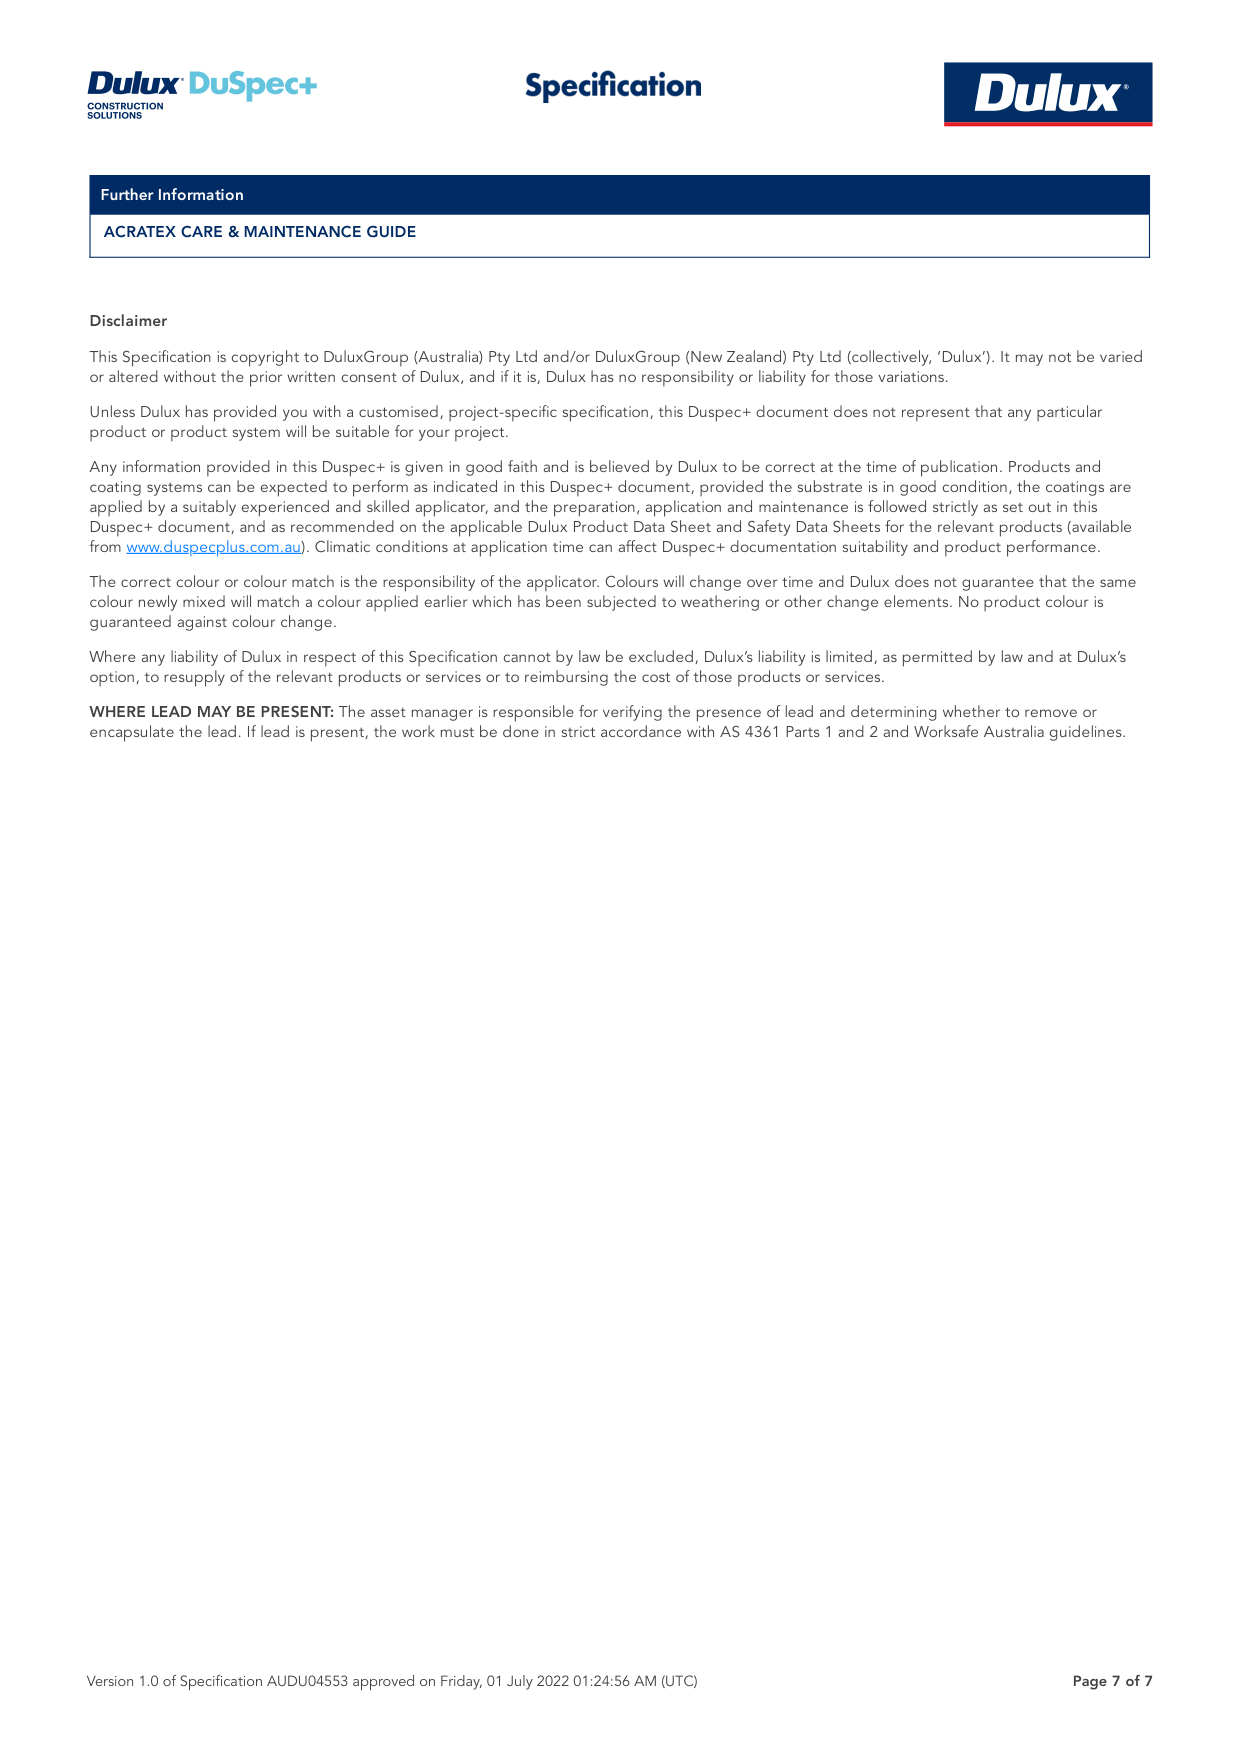 Dulux® DuSpec+
CONSTRUCTION
SOLUTIONS
Specification
Dulux®
Further Information
ACRATEX CARE & MAINTENANCE GUIDE
Disclaimer
This Specification is copyright to DuluxGroup (Australia) Pty Ltd and/or DuluxGroup (New Zealand) Pty Ltd (collectively, ‘Dulux’). It may not be varied
or altered without the prior written consent of Dulux, and if it is, Dulux has no responsibility or liability for those variations.
Unless Dulux has provided you with a customised, project-specific specification, this Duspec+ document does not represent that any particular
product or product system will be suitable for your project.
Any information provided in this Duspec+ is given in good faith and is believed by Dulux to be correct at the time of publication. Products and
coating systems can be expected to perform as indicated in this Duspec+ document, provided the substrate is in good condition, the coatings are
applied by a suitably experienced and skilled applicator, and the preparation, application and maintenance is followed strictly as set out in this
Duspec+ document, and as recommended on the applicable Dulux Product Data Sheet and Safety Data Sheets for the relevant products (available
from www.duspecplus.com.au). Climatic conditions at application time can affect Duspec+ documentation suitability and product performance.
The correct colour or colour match is the responsibility of the applicator. Colours will change over time and Dulux does not guarantee that the same
colour newly mixed will match a colour applied earlier which has been subjected to weathering or other change elements. No product colour is
guaranteed against colour change.
Where any liability of Dulux in respect of this Specification cannot by law be excluded, Dulux’s liability is limited, as permitted by law and at Dulux’s
option, to resupply of the relevant products or services or to reimbursing the cost of those products or services.
WHERE LEAD MAY BE PRESENT: The asset manager is responsible for verifying the presence of lead and determining whether to remove or
encapsulate the lead. If lead is present, the work must be done in strict accordance with AS 4361 Parts 1 and 2 and Worksafe Australia guidelines.
Version 1.0 of Specification AUDU04553 approved on Friday, 01 July 2022 01:24:56 AM (UTC)
Page 7 of 7